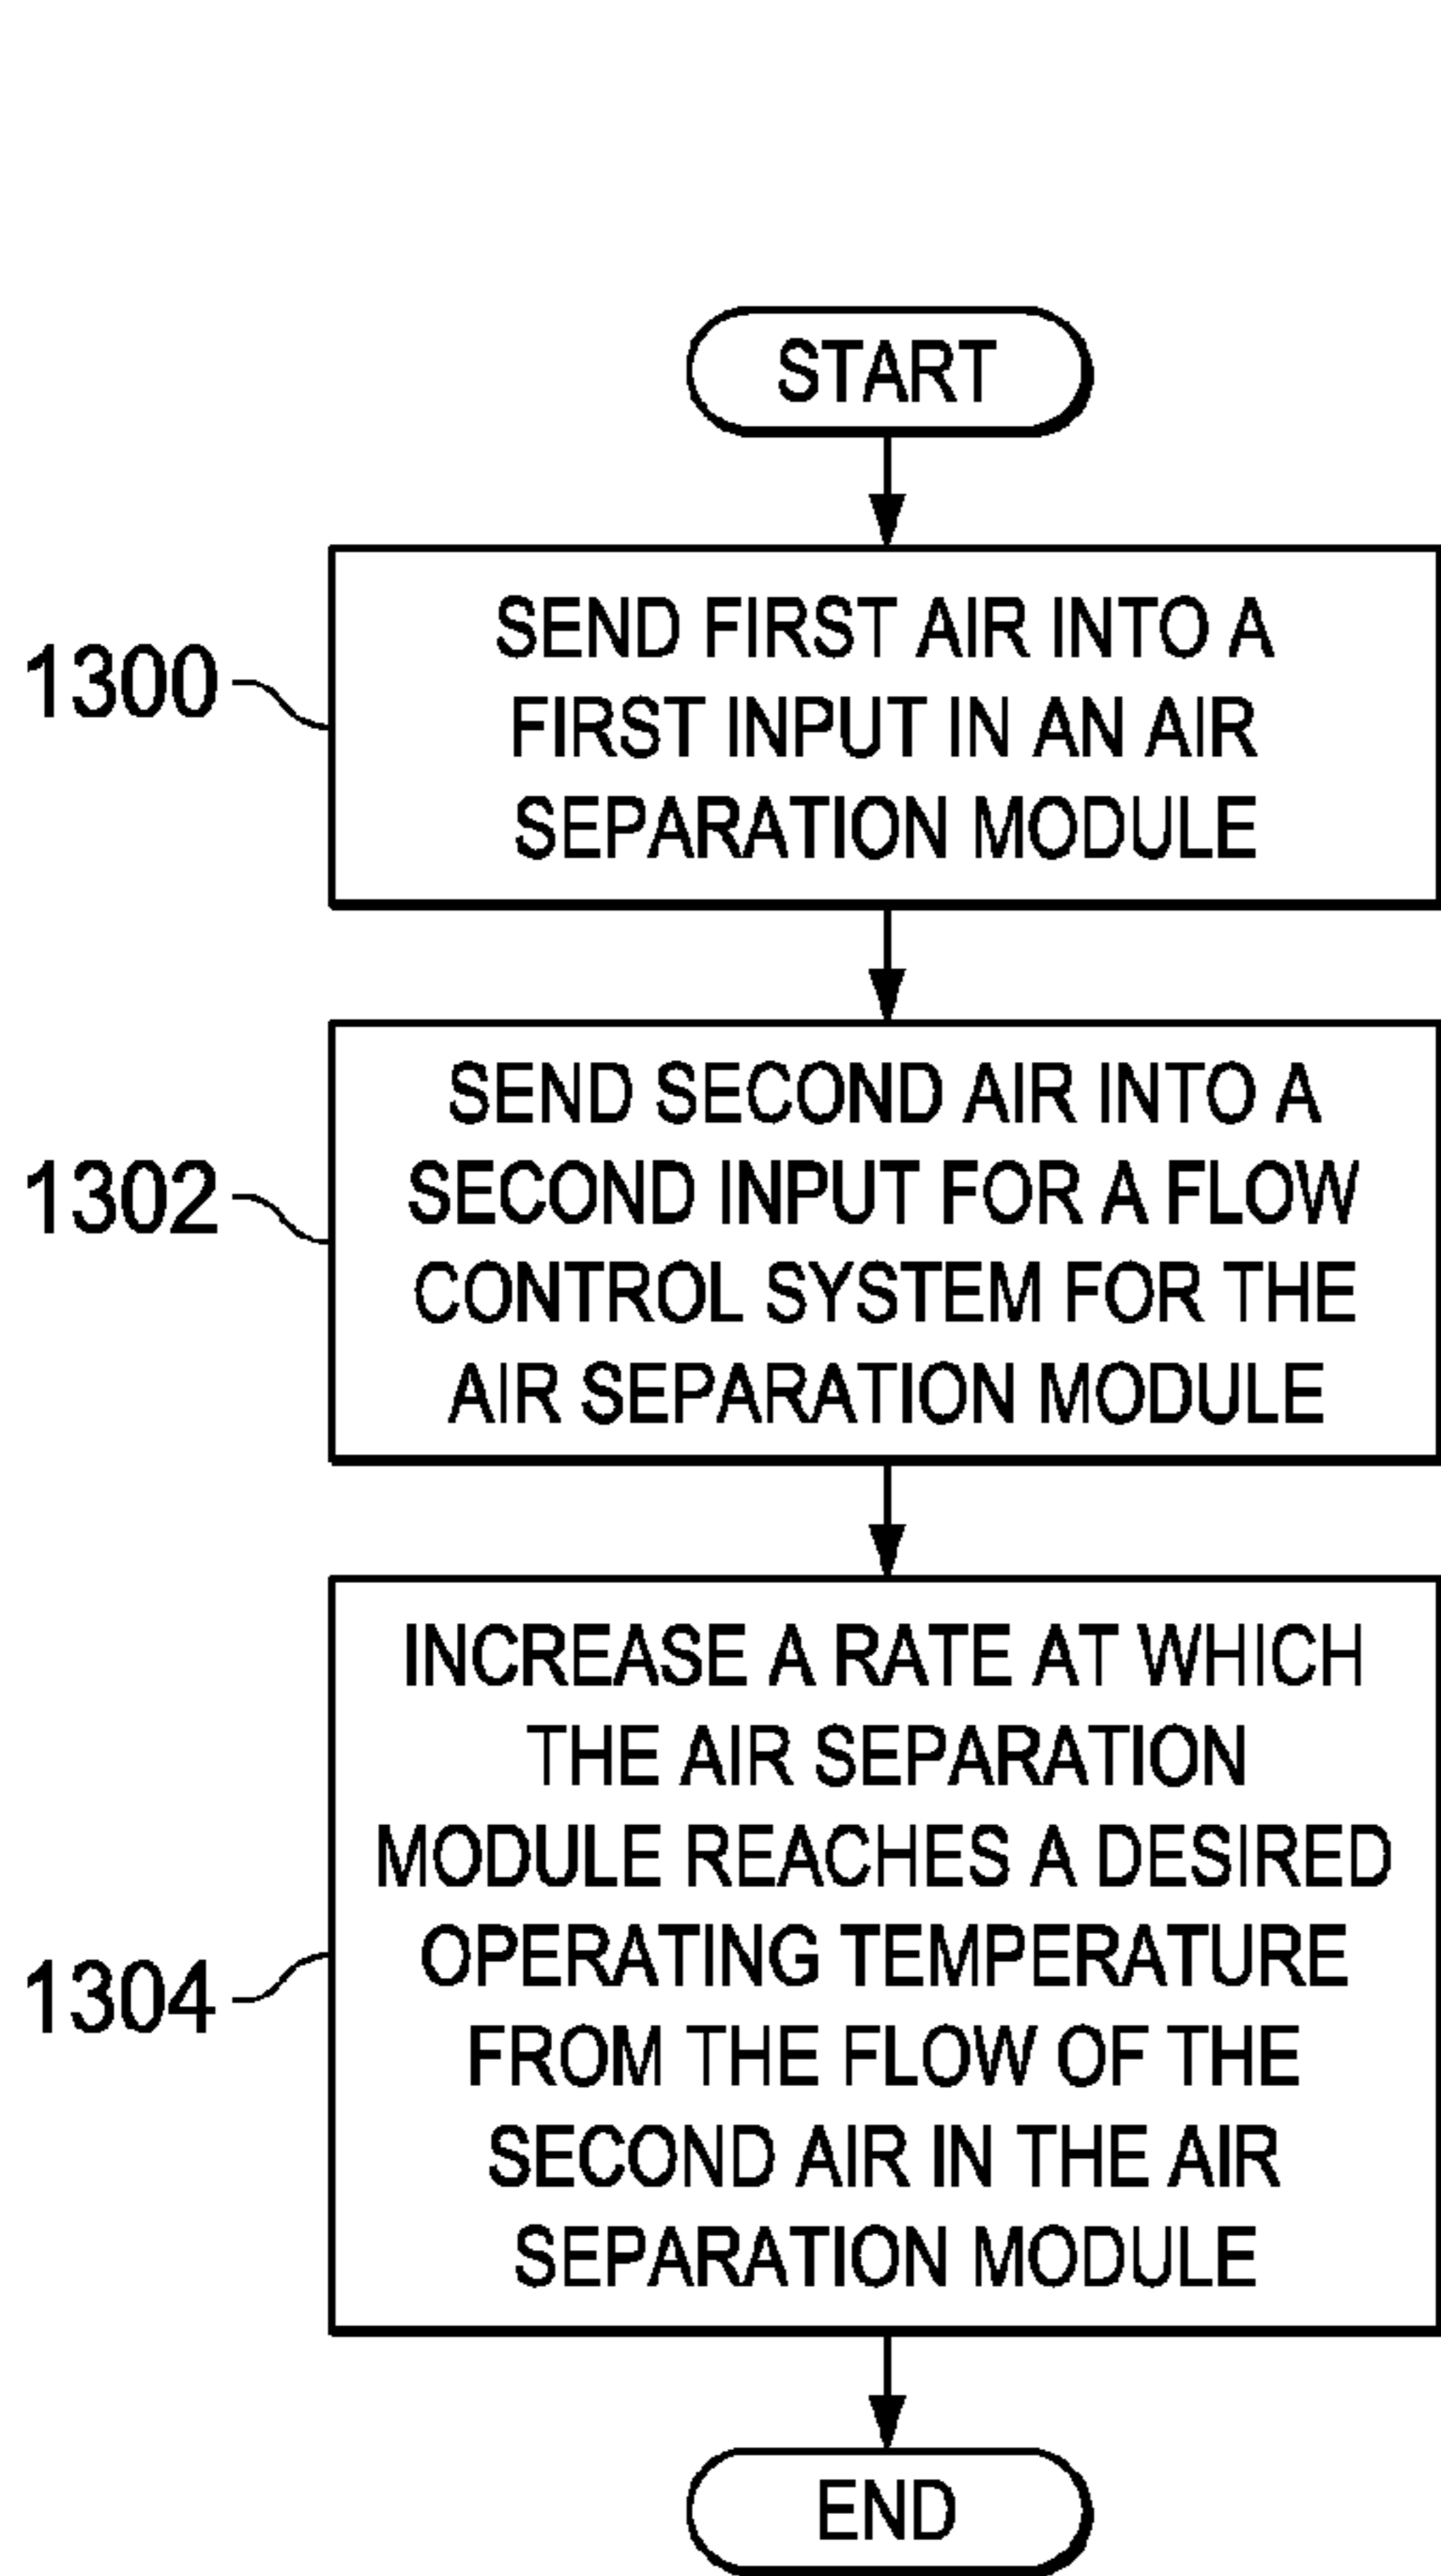 START
1300
SEND FIRST AIR INTO A
FIRST INPUT IN AN AIR
SEPARATION MODULE
1302
SEND SECOND AIR INTO A
SECOND INPUT FOR A FLOW
CONTROL SYSTEM FOR THE
AIR SEPARATION MODULE
1304
INCREASE A RATE AT WHICH
THE AIR SEPARATION
MODULE REACHES A DESIRED
OPERATING TEMPERATURE
FROM THE FLOW OF THE
SECOND AIR IN THE AIR
SEPARATION MODULE
END